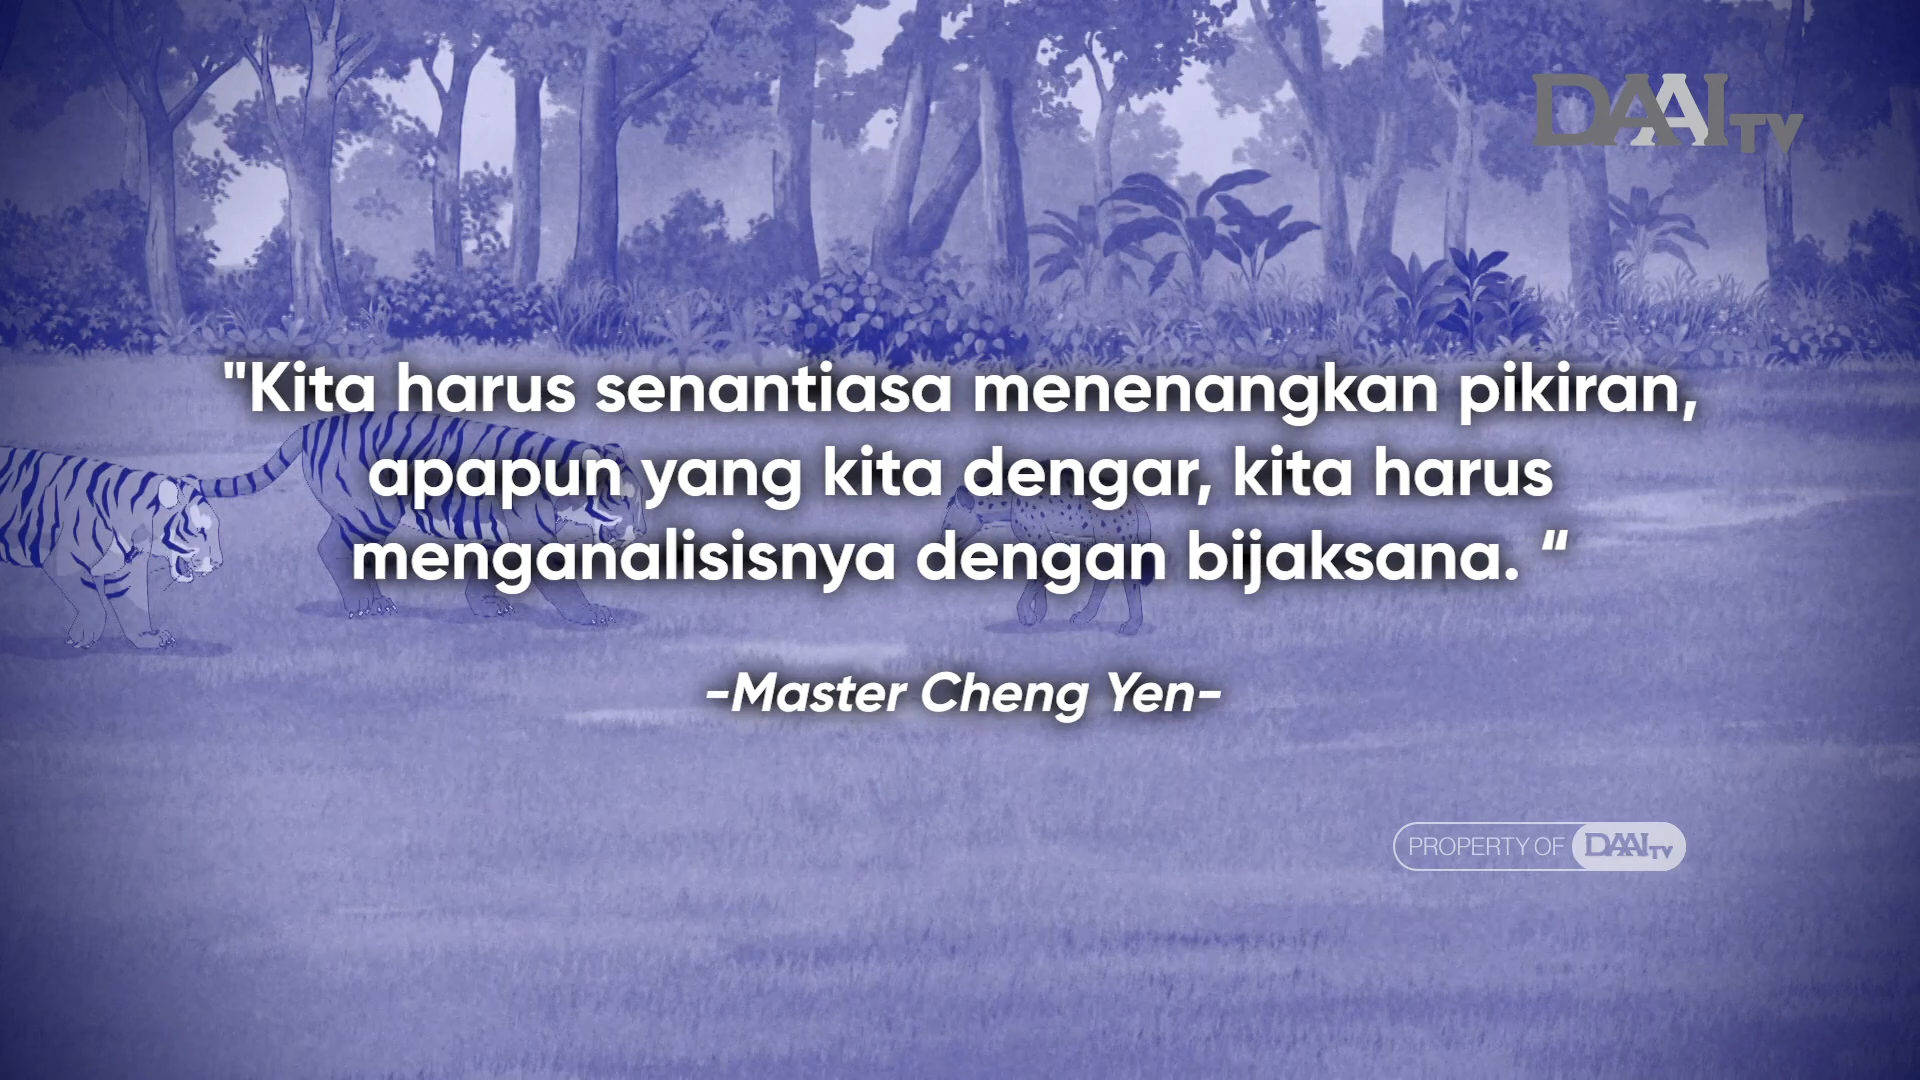 DAAI TV
"Kita harus senantiasa menenangkan pikiran,
apapun yang kita dengar, kita harus
menganalisisnya dengan bijaksana. “
-Master Cheng Yen-
PROPERTY OF DAAI TV